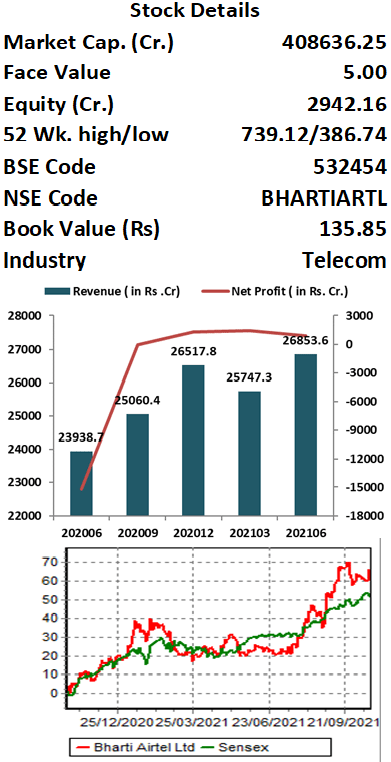 Stock Details
Market Cap. (Cr.) 408636.25
Face Value 5.00
Equity (Cr.) 2942.16
52 Wk. high/low 739.12/386.74
BSE Code 532454
NSE Code BHARTIARTL
Book Value (Rs) 135.85
Industry Telecom
Revenue ( in Rs .Cr) Net Profit ( in Rs. Cr.)
28000 3000
27000 0
26000 -3000
25000 -6000
24000 -9000
23000 -12000
22000 -15000
-18000
23938.7 25060.4 26517.8 25747.3 26853.6
202006 202009 202012 202103 202106
70
60
50
40
30
20
10
0
25/12/2020 25/03/2021 23/06/2021 21/09/2021
Bharti Airtel Ltd Sensex